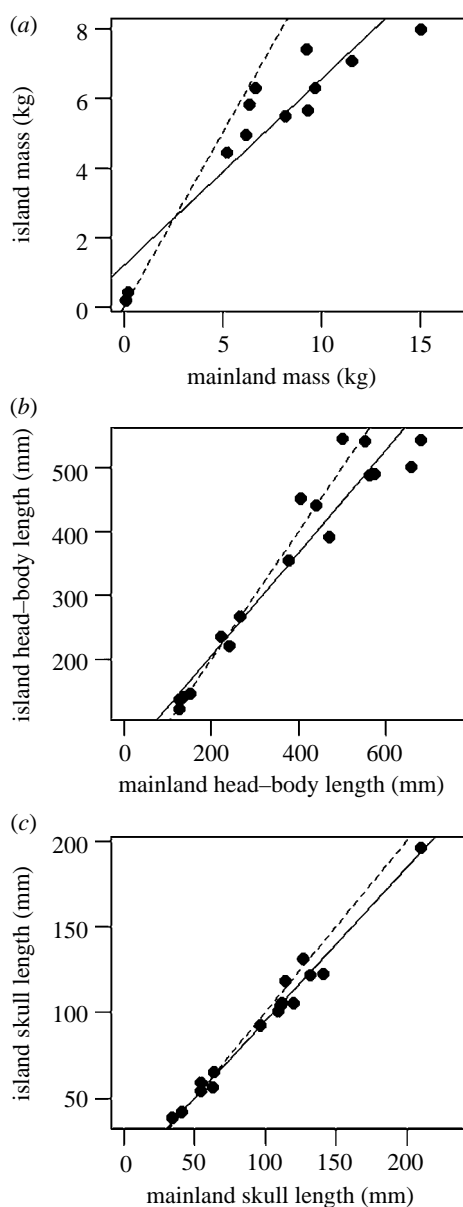 (a)
8
6
4
2
0
island mass (kg)
0 5 10 15
mainland mass (kg)
(b)
500
400
300
200
island head–body length (mm)
0 200 400 600
mainland head–body length (mm)
(c)
200
150
100
50
island skull length (mm)
0 50 100 150 200
mainland skull length (mm)